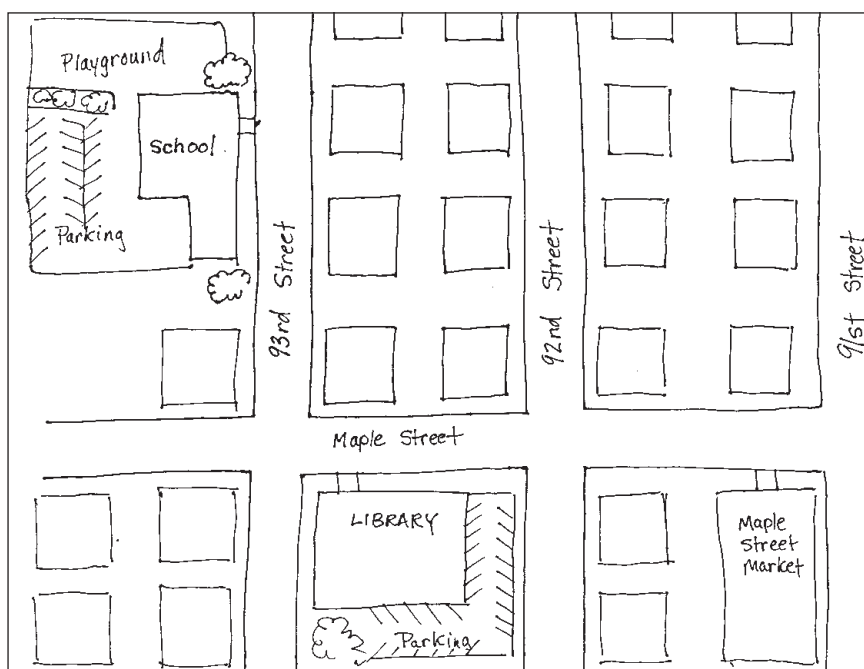 Playground
School
Parking
93rd Street
92nd Street
91st Street
Maple Street
LIBRARY
Parking
Maple
Street
Market